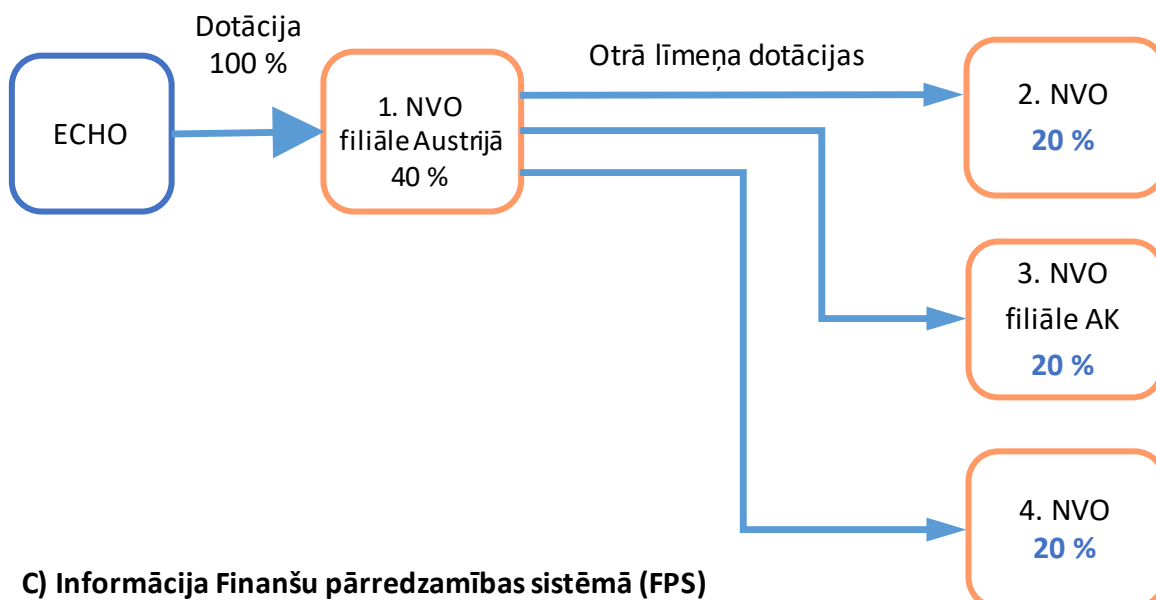 Dotācija
100 %
Otrā līmeņa dotācijas
ECHO
1. NVO
filiāle Austrijā
40 %
2. NVO
20 %
3. NVO
filiāle AK
20 %
4. NVO
20 %
C) Informācija Finanšu pārredzamības sistēmā (FPS)